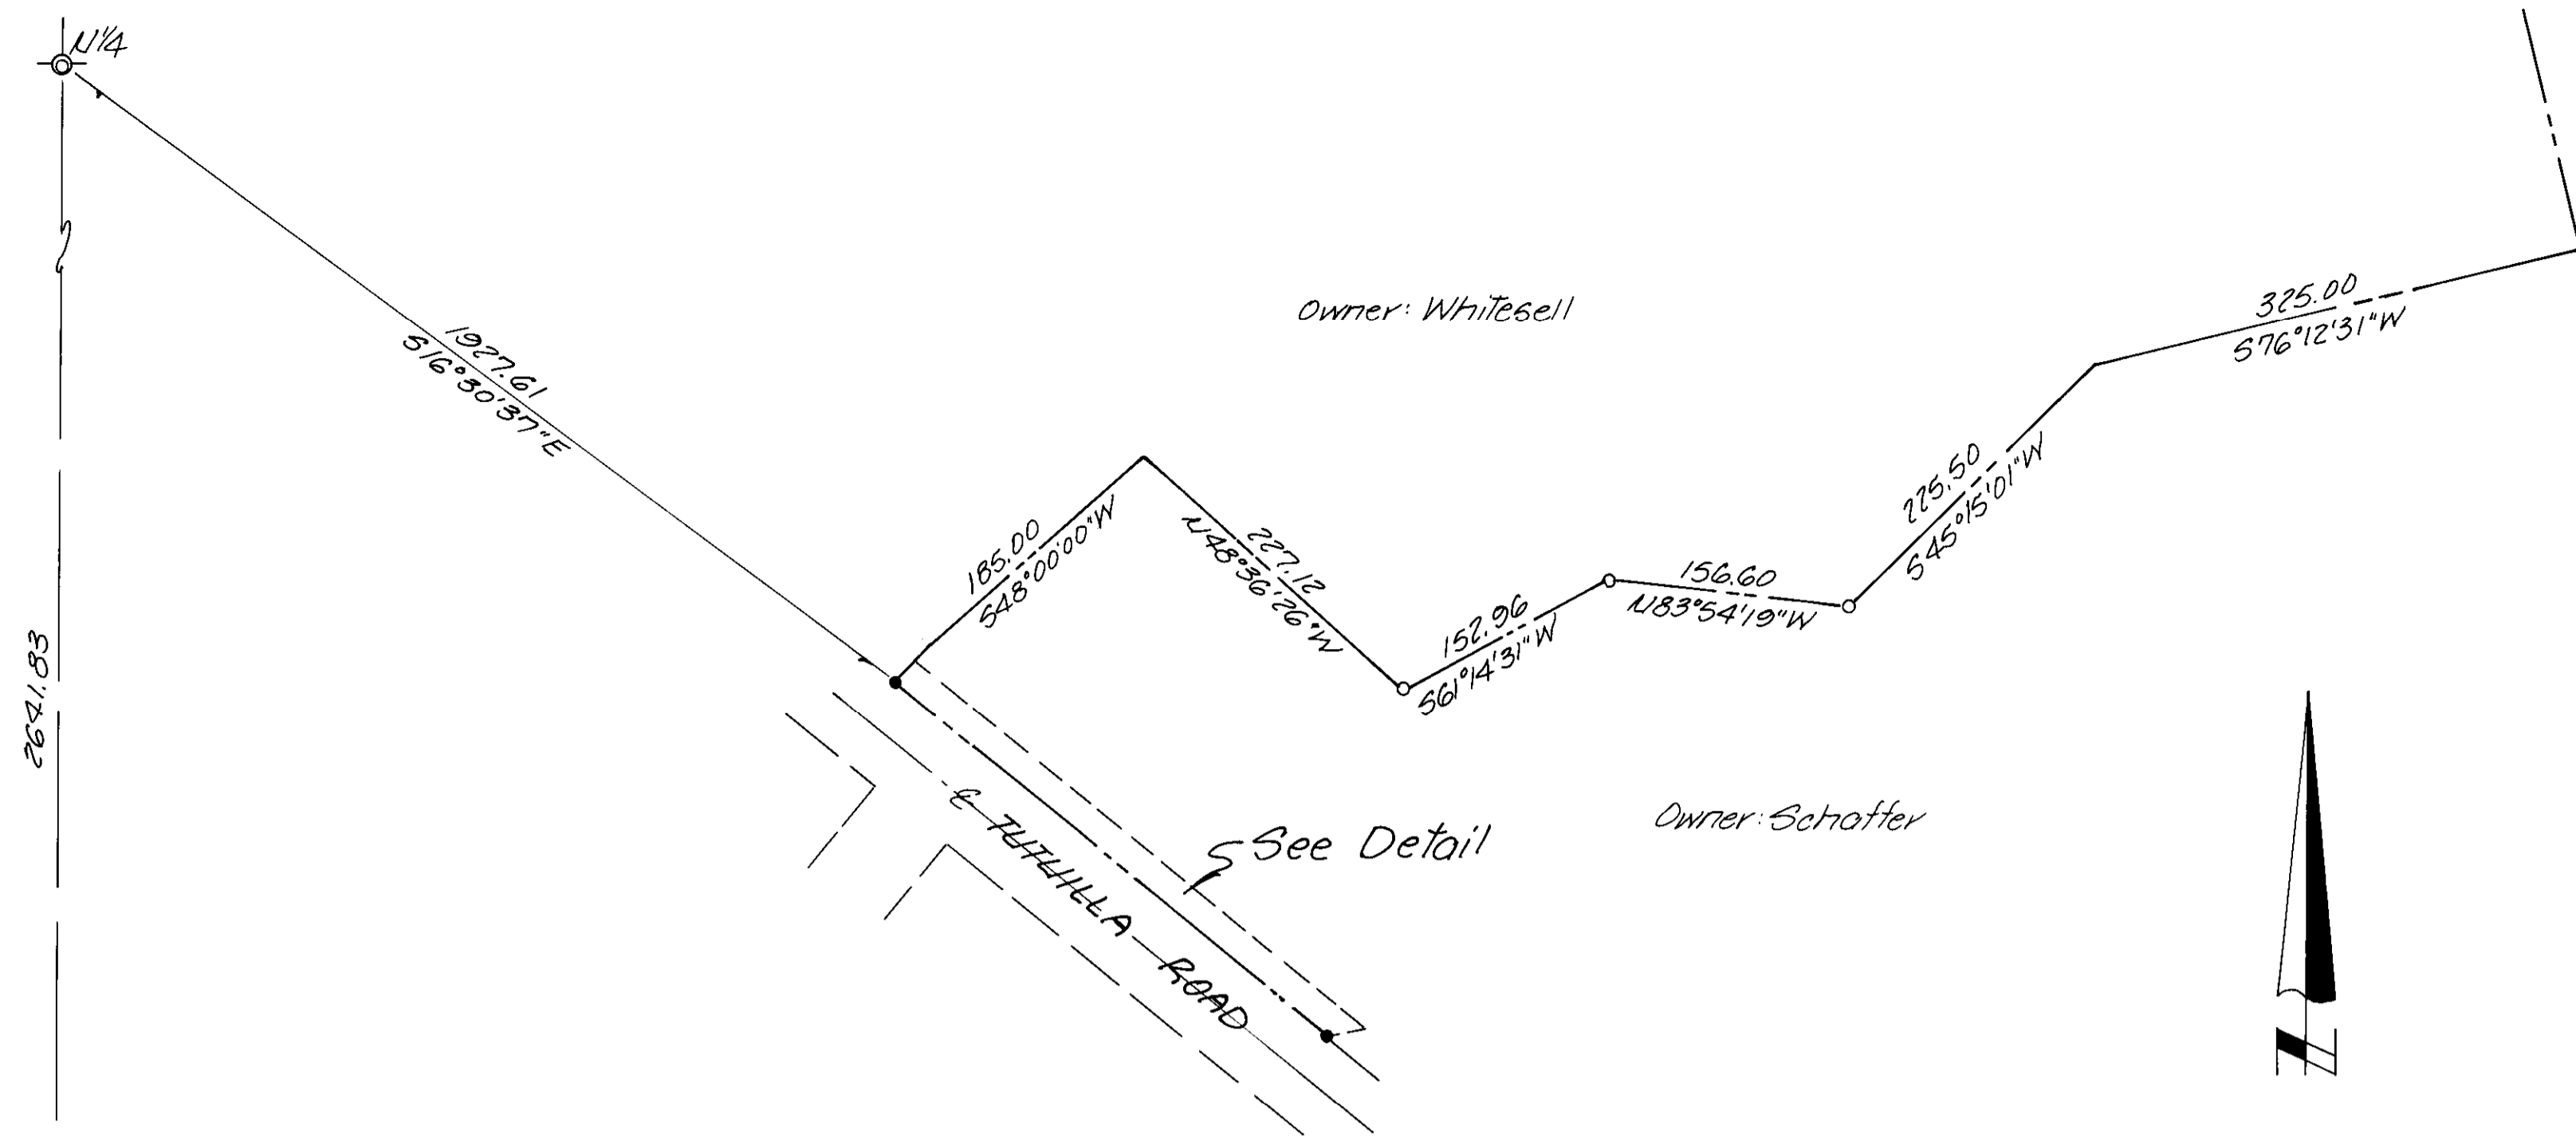 N1/4
1927.61
S16°30'37"E
2641.83
Owner: Whitesell
325.00
S76°12'31"W
225.50
S45°15'01"W
156.60
N83°54'19"W
152.96
S61°14'31"W
227.12
N48°36'26"W
185.00
S48°00'00"W
℄ TUTUILLA ROAD
See Detail
Owner: Schaffer
N